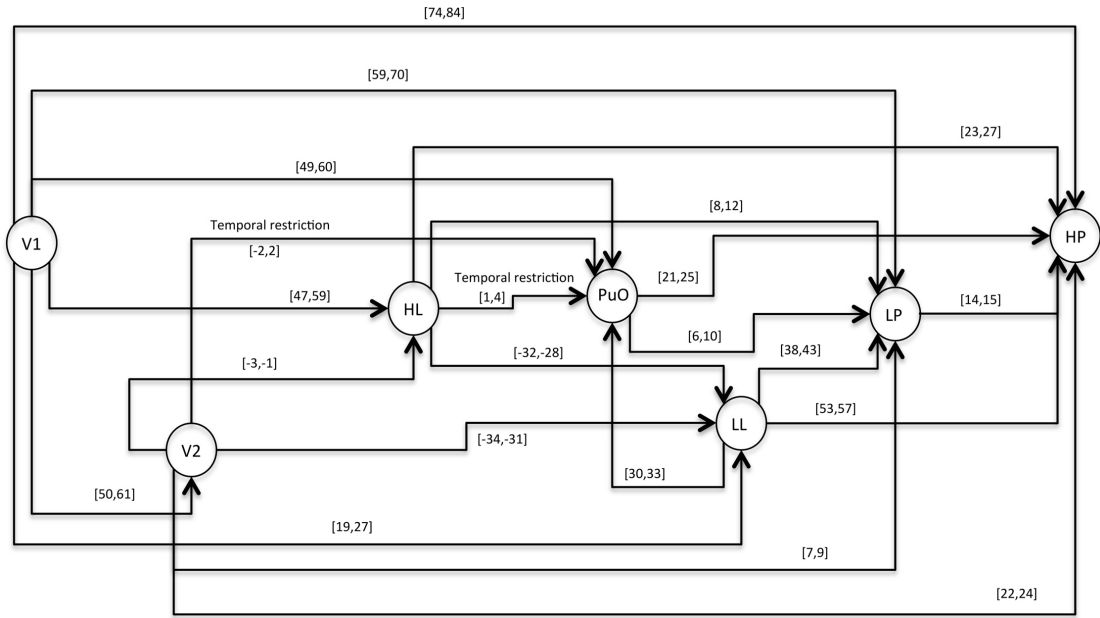 [74,84]
[59,70]
[23,27]
[49,60]
[8,12]
Temporal restriction
V1
HP
[-2,2]
Temporal restriction
[21,25]
[1,4]
PuO
[47,59]
HL
LP
[14,15]
[6,10]
[-32,-28]
[38,43]
[-3,-1]
[53,57]
LL
[-34,-31]
V2
[30,33]
[50,61]
[19,27]
[7,9]
[22,24]